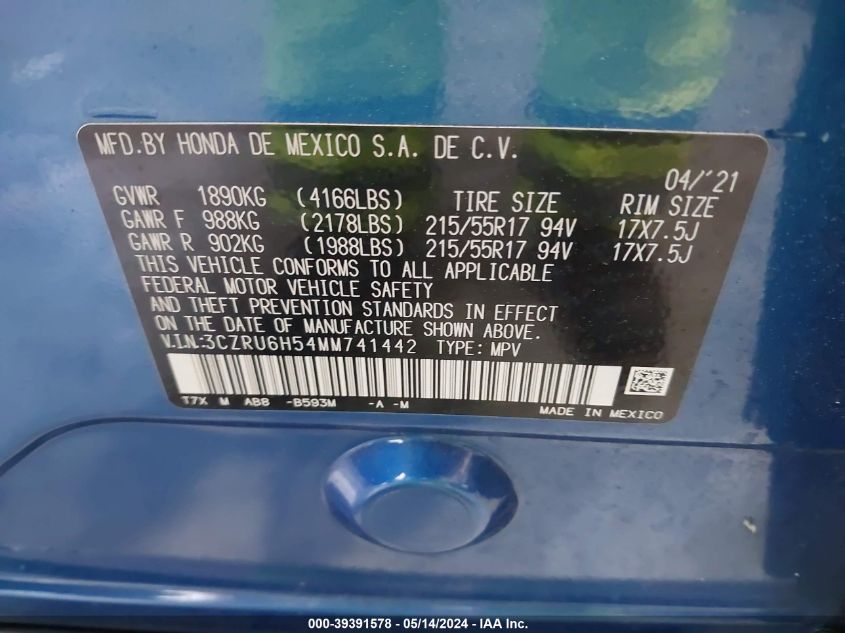 MFD.BY HONDA DE MEXICO S.A. DE C.V.
04/'21
GVWR 1890KG (4166LBS) TIRE SIZE RIM SIZE
GAWR F 988KG (2178LBS) 215/55R17 94V 17X7.5J
GAWR R 902KG (1988LBS) 215/55R17 94V 17X7.5J
THIS VEHICLE CONFORMS TO ALL APPLICABLE
FEDERAL MOTOR VEHICLE SAFETY
AND THEFT PREVENTION STANDARDS IN EFFECT
ON THE DATE OF MANUFACTURE SHOWN ABOVE.
V.I.N.:3CZRU6H54MM741442 TYPE: MPV
T7X M AB8 -B593M -A -M
MADE IN MEXICO
000-39391578 - 05/14/2024 - IAA Inc.